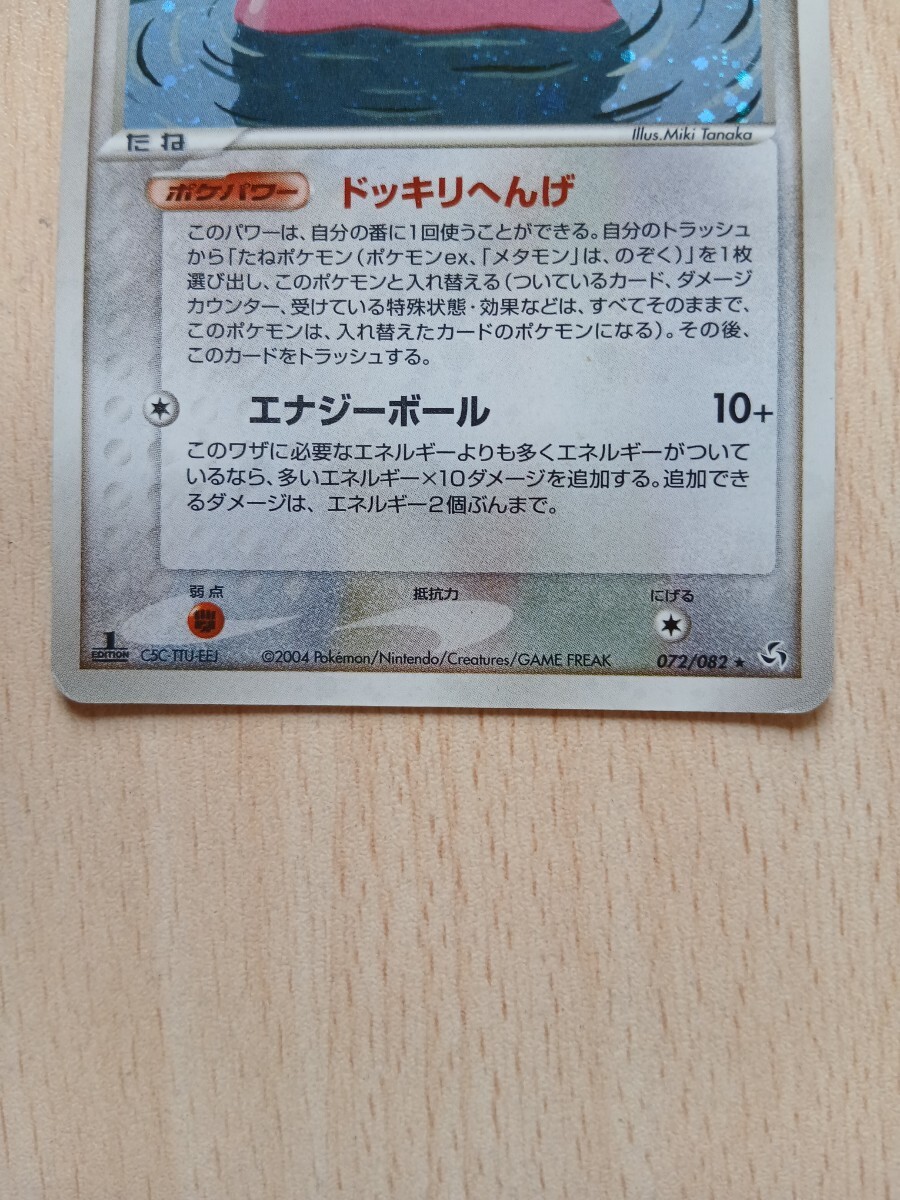 たね
Illus.Miki Tanaka
ポケパワー ドッキリへんげ
このパワーは、自分の番に1回使うことができる。自分のトラッシュ
から「たねポケモン(ポケモンex、「メタモン」は、のぞく)」を1枚
選び出し、このポケモンと入れ替える(ついているカード、ダメージ
カウンター、受けている特殊状態・効果などは、すべてそのままで、
このポケモンは、入れ替えたカードのポケモンになる)。その後、
このカードをトラッシュする。
エナジーボール 10+
このワザに必要なエネルギーよりも多くエネルギーがついて
いるなら、多いエネルギー×10ダメージを追加する。追加でき
るダメージは、エネルギー2個ぶんまで。
弱点 抵抗力 にげる
1 EDITION C5C-TTU-EEJ ©2004 Pokémon/Nintendo/Creatures/GAME FREAK 072/082 ★